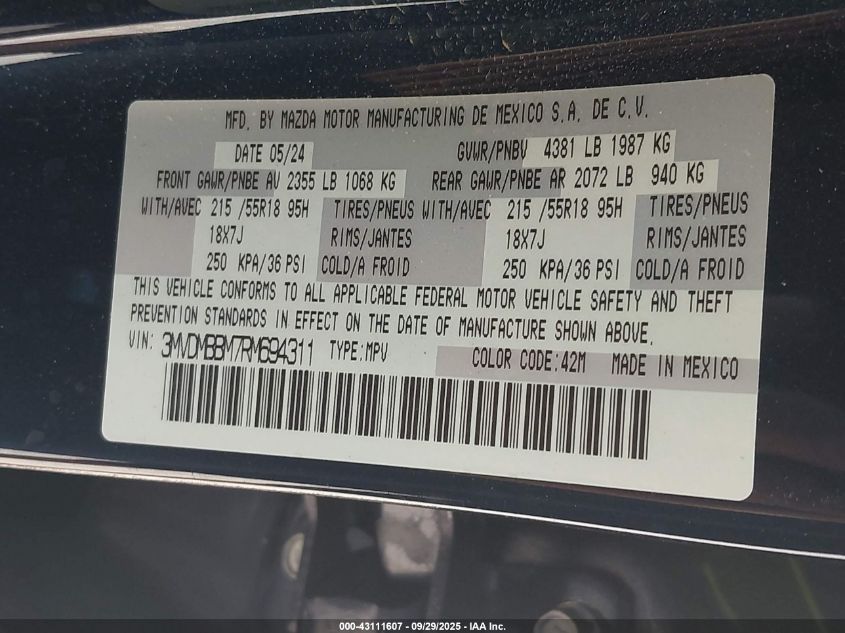 MFD. BY MAZDA MOTOR MANUFACTURING DE MEXICO S.A. DE C.V.
DATE 05/24 GVWR/PNBV 4381 LB 1987 KG
FRONT GAWR/PNBE AV 2355 LB 1068 KG REAR GAWR/PNBE AR 2072 LB 940 KG
WITH/AVEC 215 /55R18 95H TIRES/PNEUS WITH/AVEC 215 /55R18 95H TIRES/PNEUS
18X7J RIMS/JANTES 18X7J RIMS/JANTES
250 KPA/36 PSI COLD/A FROID 250 KPA/36 PSI COLD/A FROID
THIS VEHICLE CONFORMS TO ALL APPLICABLE FEDERAL MOTOR VEHICLE SAFETY AND THEFT
PREVENTION STANDARDS IN EFFECT ON THE DATE OF MANUFACTURE SHOWN ABOVE.
VIN: 3MVDMBBM7RM694311 TYPE:MPV COLOR CODE:42M MADE IN MEXICO
000-43111607 - 09/29/2025 - IAA Inc.